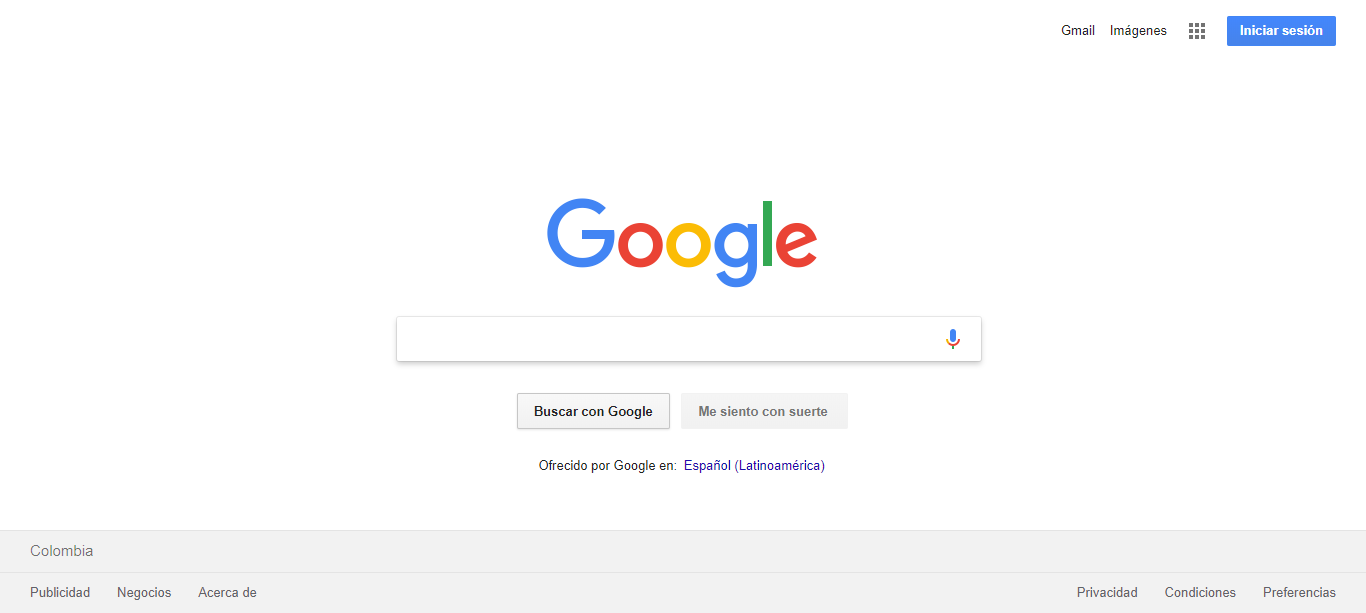 Gmail Imágenes Iniciar sesión
Google
Buscar con Google Me siento con suerte
Ofrecido por Google en: Español (Latinoamérica)
Colombia
Publicidad Negocios Acerca de Privacidad Condiciones Preferencias